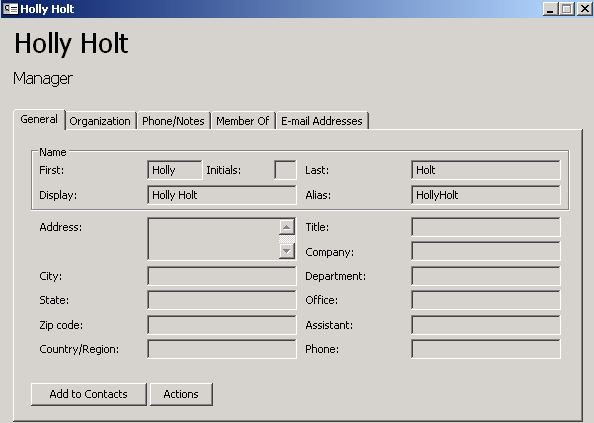 Holly Holt
Holly Holt
Manager
General Organization Phone/Notes Member Of E-mail Addresses
Name
First: Holly Initials: Last: Holt
Display: Holly Holt Alias: HollyHolt
Address: Title:
Company:
City: Department:
State: Office:
Zip code: Assistant:
Country/Region: Phone:
Add to Contacts Actions